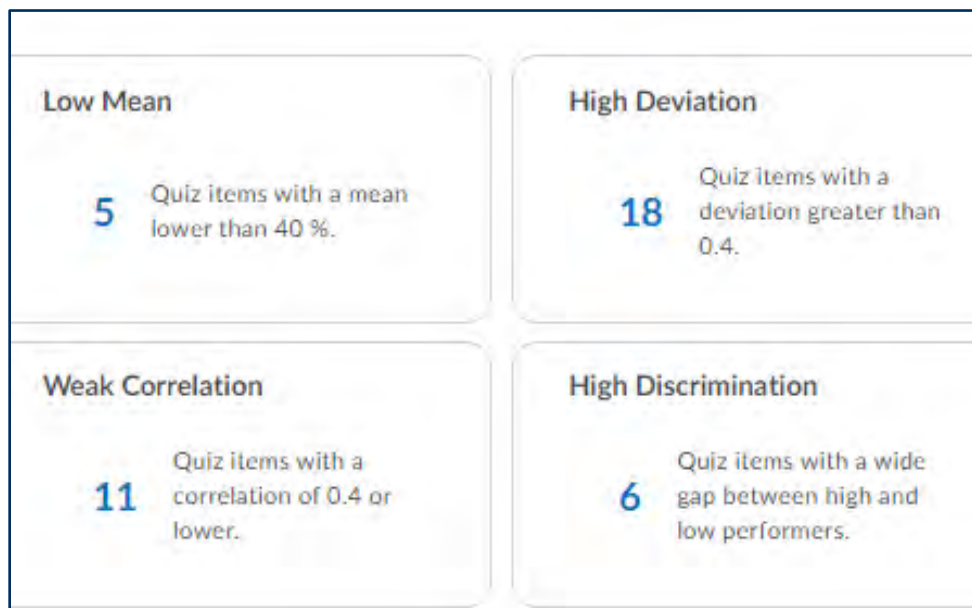 Low Mean
5
Quiz items with a mean
lower than 40 %.
High Deviation
18
Quiz items with a
deviation greater than
0.4.
Weak Correlation
11
Quiz items with a
correlation of 0.4 or
lower.
High Discrimination
6
Quiz items with a wide
gap between high and
low performers.